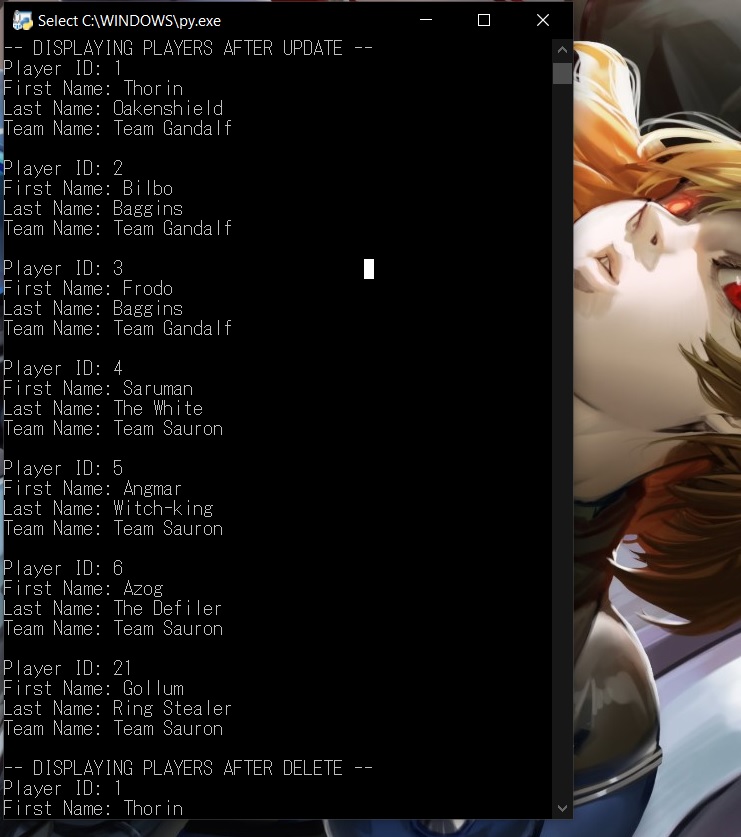 Select C:\WINDOWS\py.exe
-- DISPLAYING PLAYERS AFTER UPDATE --
Player ID: 1
First Name: Thorin
Last Name: Oakenshield
Team Name: Team Gandalf
Player ID: 2
First Name: Bilbo
Last Name: Baggins
Team Name: Team Gandalf
Player ID: 3
First Name: Frodo
Last Name: Baggins
Team Name: Team Gandalf
Player ID: 4
First Name: Saruman
Last Name: The White
Team Name: Team Sauron
Player ID: 5
First Name: Angmar
Last Name: Witch-king
Team Name: Team Sauron
Player ID: 6
First Name: Azog
Last Name: The Defiler
Team Name: Team Sauron
Player ID: 21
First Name: Gollum
Last Name: Ring Stealer
Team Name: Team Sauron
-- DISPLAYING PLAYERS AFTER DELETE --
Player ID: 1
First Name: Thorin